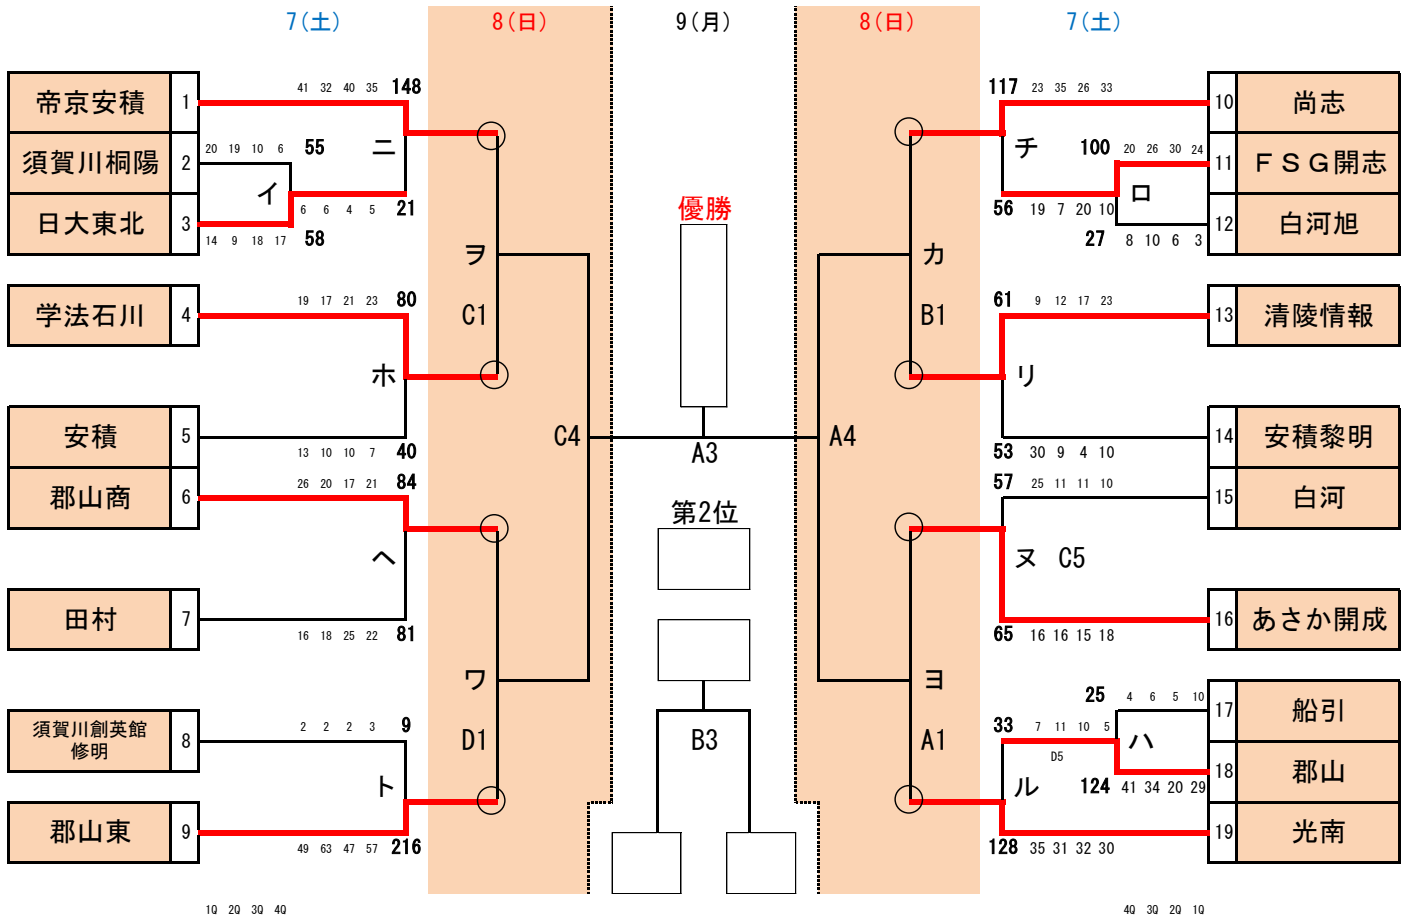 7(土) 8(日) 9(月) 8(日) 7(土)
帝京安積 1 41 32 40 35 148 117 23 35 26 33 10 尚志
須賀川桐陽 2 20 19 10 6 55 ニ チ 100 20 26 30 24 11 ＦＳＧ開志
イ 6 6 4 5 21 56 19 7 20 10 ロ
優勝
日大東北 3 14 9 18 17 58 27 8 10 6 3 12 白河旭
ヲ カ
学法石川 4 19 17 21 23 80 C1 B1 61 9 12 17 23 13 清陵情報
ホ リ
安積 5 13 10 10 7 40 C4 A3 A4 53 30 9 4 10 14 安積黎明
郡山商 6 26 20 17 21 84 57 25 11 11 10 15 白河
第2位
ヘ ヌ C5
田村 7 16 18 25 22 81 65 16 16 15 18 16 あさか開成
ワ ヨ
25 4 6 5 10 17 船引
須賀川創英館
修明 8 2 2 2 3 9 D1 B3 A1 33 7 11 10 5 ハ
D5
ト ル 124 41 34 20 29 18 郡山
郡山東 9 49 63 47 57 216 128 35 31 32 30 19 光南
1Q 2Q 3Q 4Q 4Q 3Q 2Q 1Q